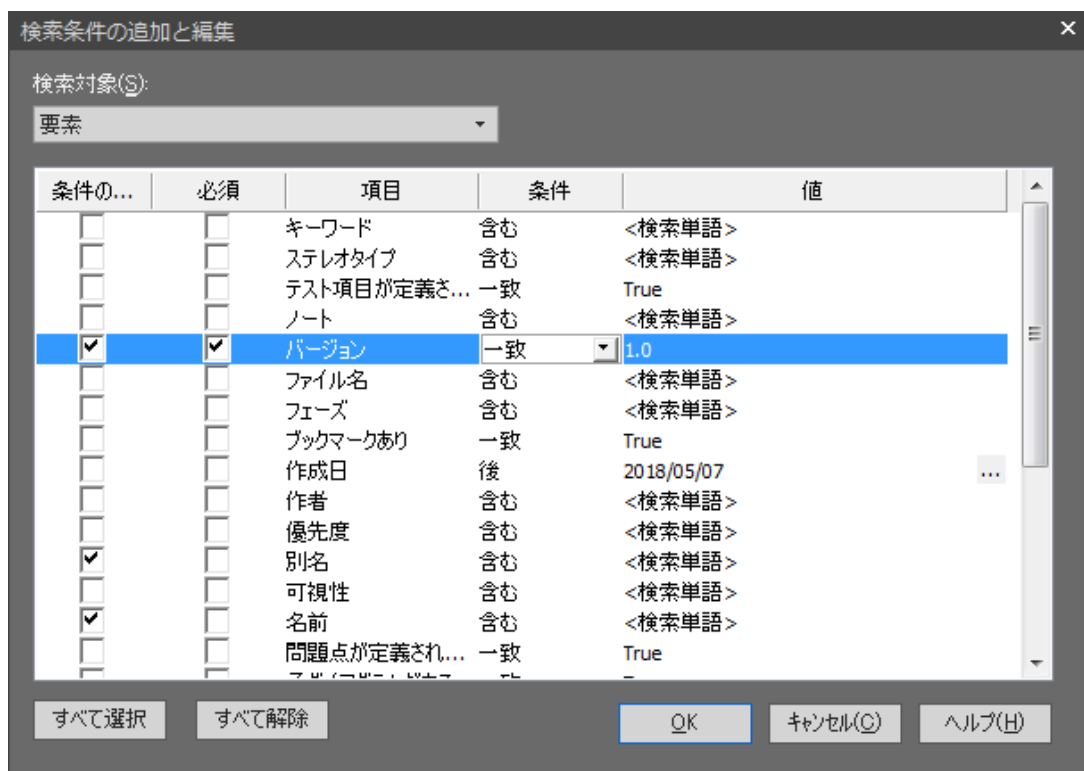 検索条件の追加と編集
検索対象(S):
要素
条件の... 必須 項目 条件 値
キーワード 含む <検索単語>
ステレオタイプ 含む <検索単語>
テスト項目が定義さ... 一致 True
ノート 含む <検索単語>
バージョン 一致 1.0
ファイル名 含む <検索単語>
フェーズ 含む <検索単語>
ブックマークあり 一致 True
作成日 後 2018/05/07 ...
作者 含む <検索単語>
優先度 含む <検索単語>
別名 含む <検索単語>
可視性 含む <検索単語>
名前 含む <検索単語>
問題点が定義され... 一致 True
すべて選択 すべて解除 OK キャンセル(C) ヘルプ(H)